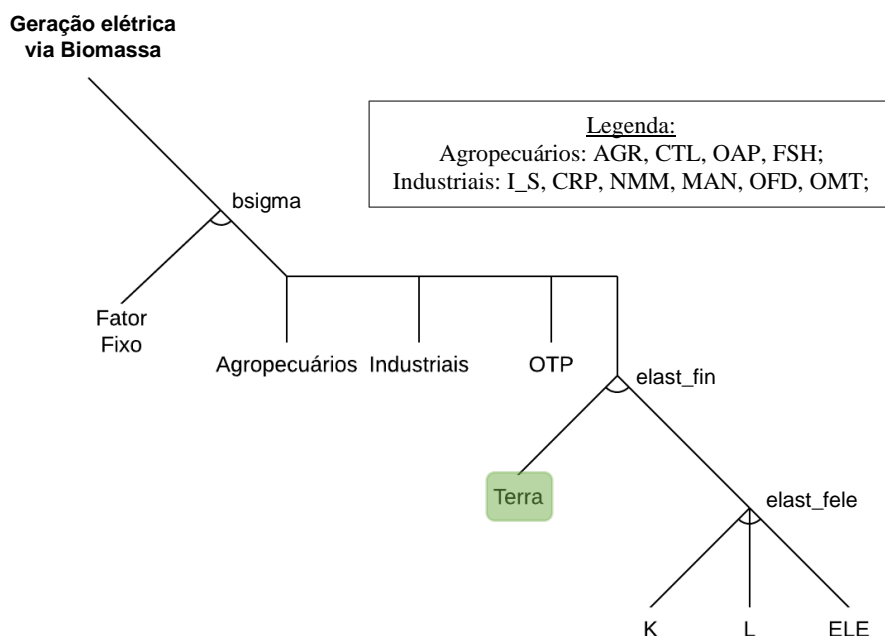 Geração elétrica
via Biomassa
Legenda:
Agropecuários: AGR, CTL, OAP, FSH;
Industriais: I_S, CRP, NMM, MAN, OFD, OMT;
bsigma
Fator
Fixo
Agropecuários
Industriais
OTP
elast_fin
Terra
elast_fele
K
L
ELE